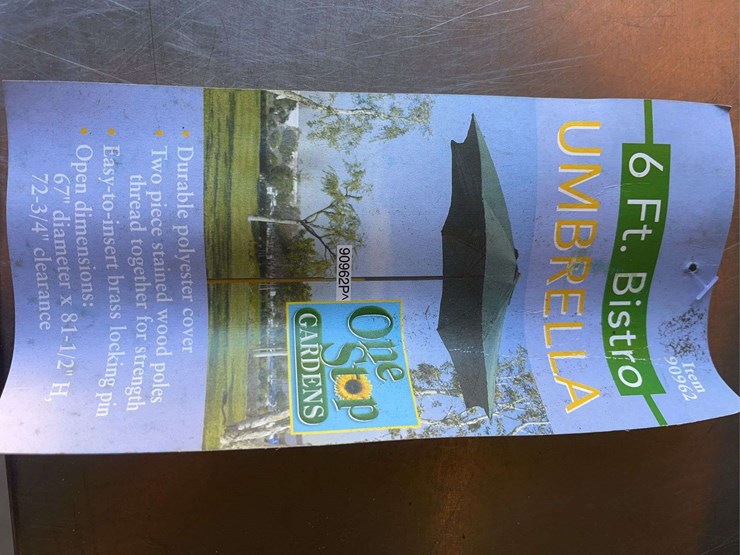 Item
90962
6 Ft. Bistro
UMBRELLA
90962PA
One
Stop
GARDENS
• Durable polyester cover
• Two piece stained wood poles
thread together for strength
• Easy-to-insert brass locking pin
• Open dimensions:
67" diameter x 81-1/2" H,
72-3/4" clearance